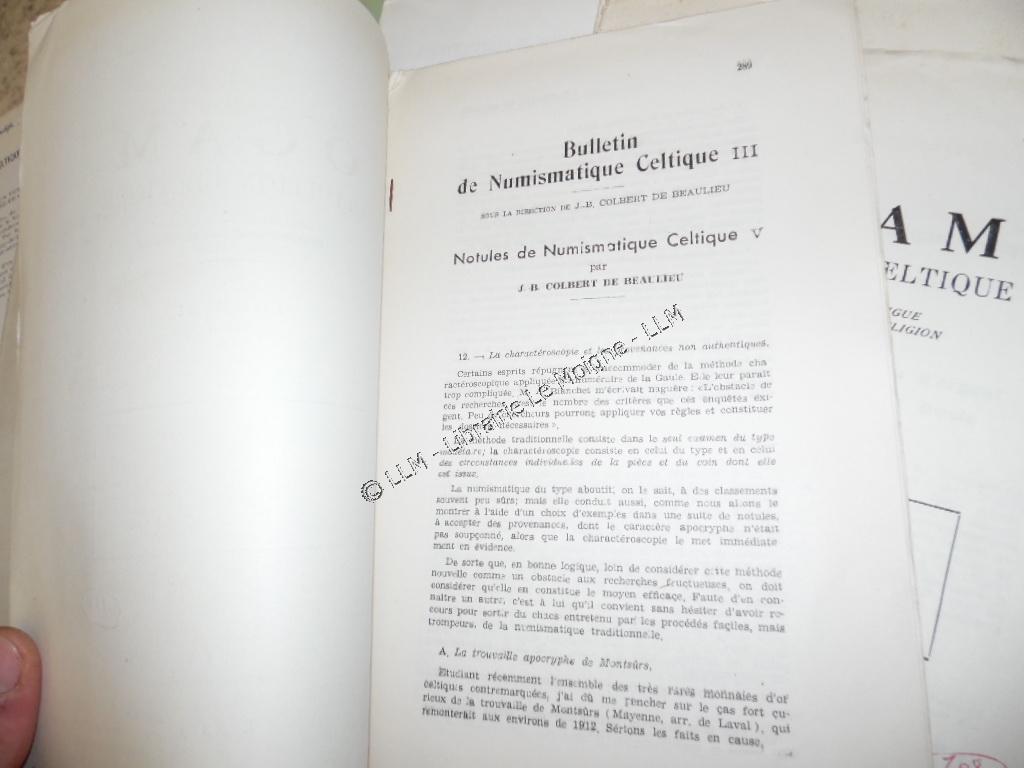 289
Bulletin
de Numismatique Celtique III
SOUS LA DIRECTION DE J.-B. COLBERT DE BEAULIEU
Notules de Numismatique Celtique V
par
J.-B. COLBERT DE BEAULIEU
12. — La charactéroscopie et les provenances non authentiques.
Certains esprits répugnent accommoder de la méthode cha
ractéroscopique appliquée numéraire de la Gaule. Elle leur paraît
trop compliquée. M. Blanchet m'écrivait naguère : «L'obstacle de
ces recherches, c'est le nombre des critères que ces enquêtes exi-
gent. Peu de chercheurs pourront appliquer vos règles et constituer
les nécessaires ».
La méthode traditionnelle consiste dans le seul examen du type
monétaire; la charactéroscopie consiste en celui du type et en celui
des circonstances individuelles de la pièce et du coin dont elle
est issue.
La numismatique du type aboutit, on le sait, à des classements
souvent peu sûrs; mais elle conduit aussi, comme nous allons le
montrer à l'aide d'un choix d'exemples dans une suite de notules,
à accepter des provenances, dont le caractère apocryphe n'était
pas soupçonné, alors que la charactéroscopie le met immédiate
ment en évidence.
De sorte que, en bonne logique, loin de considérer cette méthode
nouvelle comme un obstacle aux recherches fructueuses, on doit
considérer qu'elle en constitue le moyen efficace. Faute d'en con-
naître un autre, c'est à lui qu'il convient sans hésiter d'avoir re-
cours pour sortir du chaos entretenu par les procédés faciles, mais
trompeurs, de la numismatique traditionnelle.
A. La trouvaille apocryphe de Montsûrs.
Etudiant récemment l'ensemble des très rares monnaies d'or
celtiques contremarquées, j'ai dû me pencher sur le cas fort cu-
rieux de la trouvaille de Montsûrs (Mayenne, arr. de Laval), qui
remonterait aux environs de 1912. Sérions les faits en cause,
© LLM - Librairie Le Moigne - LLM
AM
ELTIQUE
GUE
LIGION